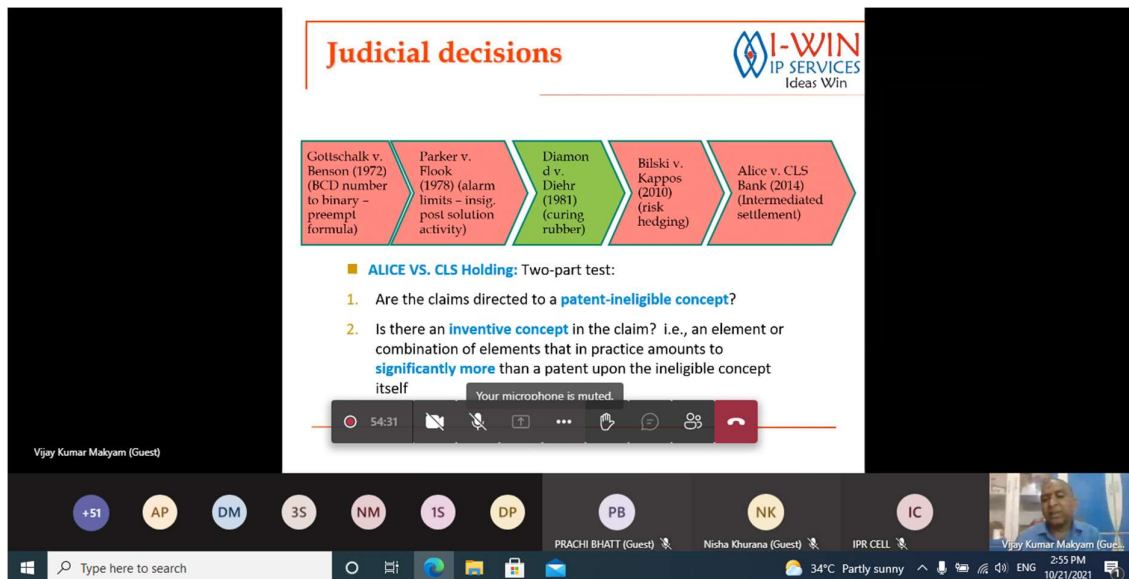 Judicial decisions
I-WIN
IP SERVICES
Ideas Win
Gottschalk v.
Benson (1972)
(BCD number
to binary –
preempt
formula)
Parker v.
Flook
(1978) (alarm
limits – insig.
post solution
activity)
Diamon
d v.
Diehr
(1981)
(curing
rubber)
Bilski v.
Kappos
(2010)
(risk
hedging)
Alice v. CLS
Bank (2014)
(Intermediated
settlement)
ALICE VS. CLS Holding: Two-part test:
1. Are the claims directed to a patent-ineligible concept?
2. Is there an inventive concept in the claim? i.e., an element or
combination of elements that in practice amounts to
significantly more than a patent upon the ineligible concept
itself
Your microphone is muted.
54:31
Vijay Kumar Makyam (Guest)
+51 AP DM 3S NM 1S DP PB NK IC
PRACHI BHATT (Guest) Nisha Khurana (Guest) IPR CELL Vijay Kumar Makyam (Gue...
Type here to search
34°C Partly sunny ENG
2:55 PM
10/21/2021
1